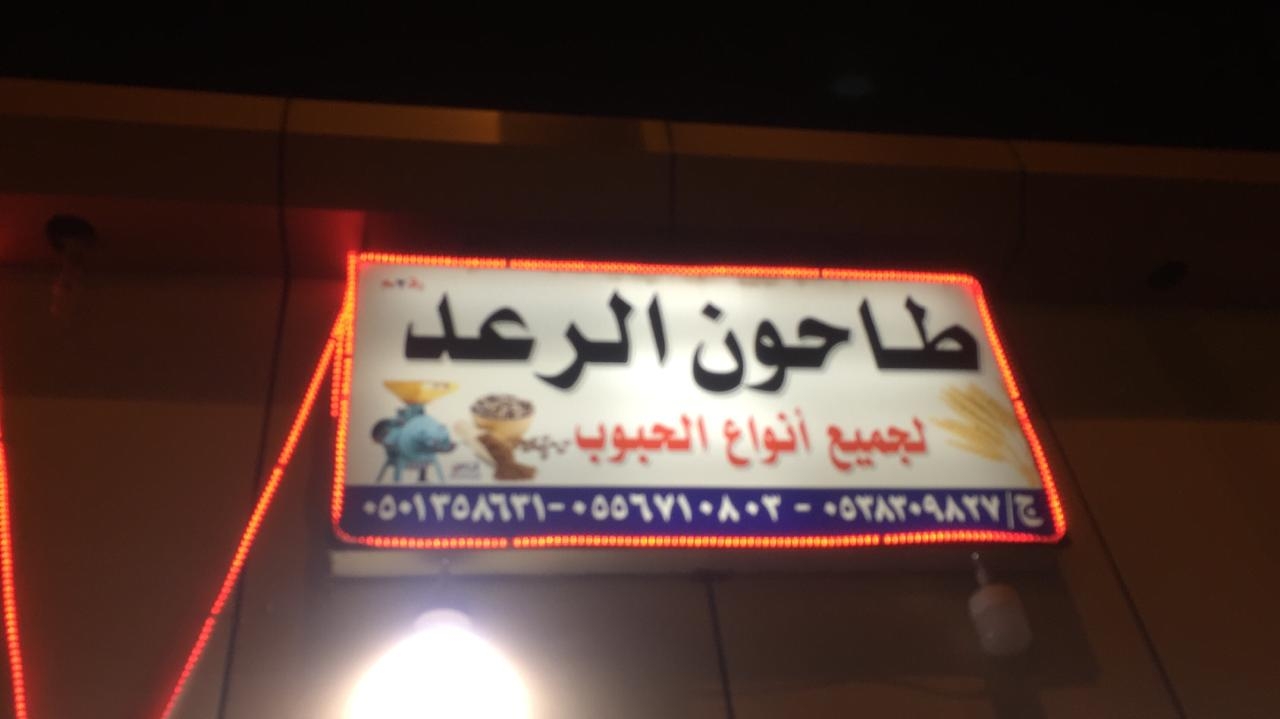 طاحون الرعد
لجميع أنواع الحبوب
ج/٠٥٣٨٣٠٩٨٢٧ - ٠٥٥٦٧١٠٨٠٣-٠٥٠١٣٥٨٦٣١